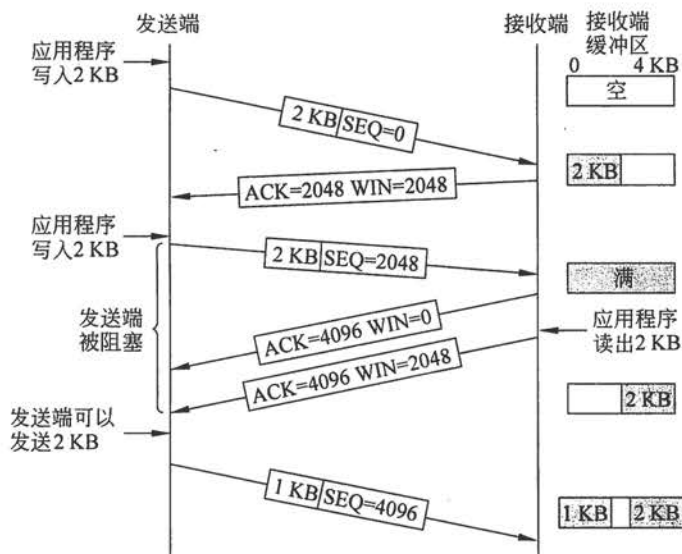 发送端
接收端
接收端
缓冲区
0
4 KB
应用程序
写入2 KB
空
2 KB SEQ=0
2 KB
ACK=2048 WIN=2048
应用程序
写入2 KB
2 KB SEQ=2048
满
发送端
被阻塞
ACK=4096 WIN=0
应用程序
读出2 KB
ACK=4096 WIN=2048
2 KB
发送端可以
发送2 KB
1 KB SEQ=4096
1 KB
2 KB